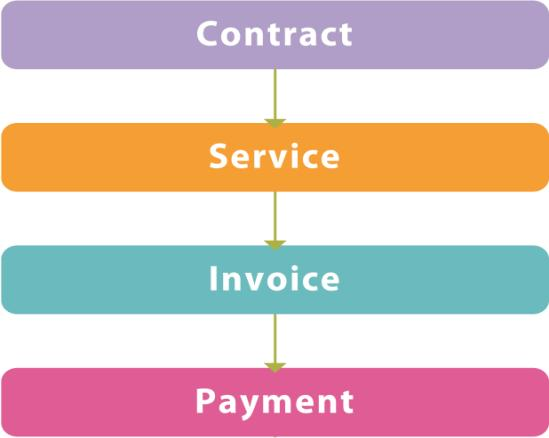 Contract
Service
Invoice
Payment